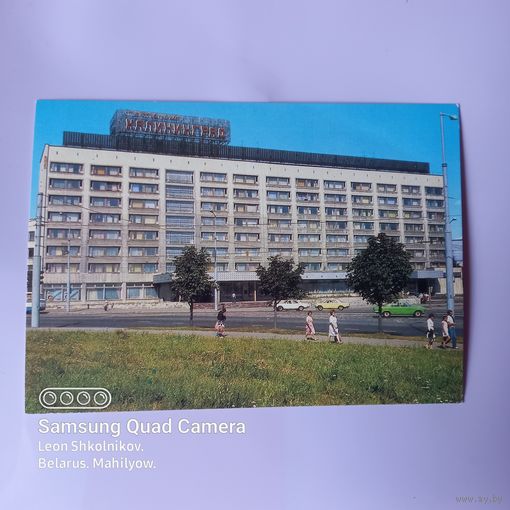 КАЛИНИНГРАД
Samsung Quad Camera
Leon Shkolnikov.
Belarus. Mahilyow.
www.ay.by